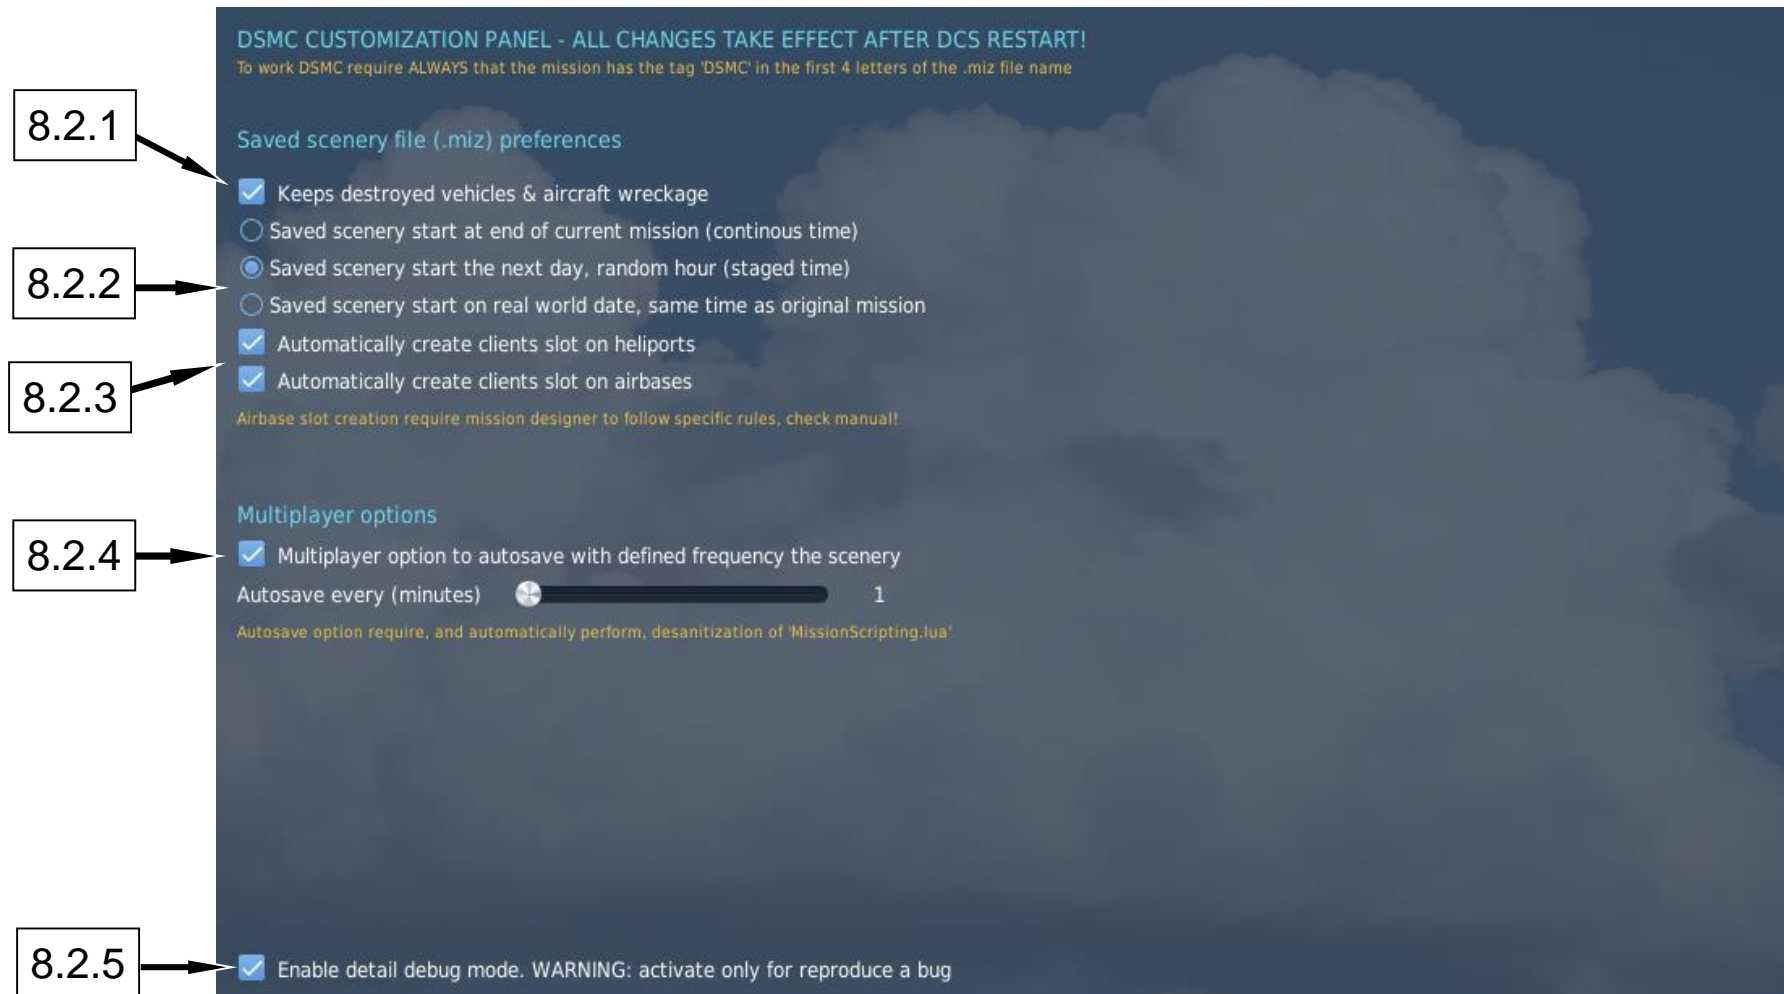 DSMC CUSTOMIZATION PANEL - ALL CHANGES TAKE EFFECT AFTER DCS RESTART!
To work DSMC require ALWAYS that the mission has the tag 'DSMC' in the first 4 letters of the .miz file name
8.2.1
Saved scenery file (.miz) preferences
Keeps destroyed vehicles & aircraft wreckage
Saved scenery start at end of current mission (continous time)
8.2.2
Saved scenery start the next day, random hour (staged time)
Saved scenery start on real world date, same time as original mission
8.2.3
Automatically create clients slot on heliports
Automatically create clients slot on airbases
Airbase slot creation require mission designer to follow specific rules, check manual!
Multiplayer options
8.2.4
Multiplayer option to autosave with defined frequency the scenery
Autosave every (minutes) 1
Autosave option require, and automatically perform, desanitization of 'MissionScripting.lua'
8.2.5
Enable detail debug mode. WARNING: activate only for reproduce a bug